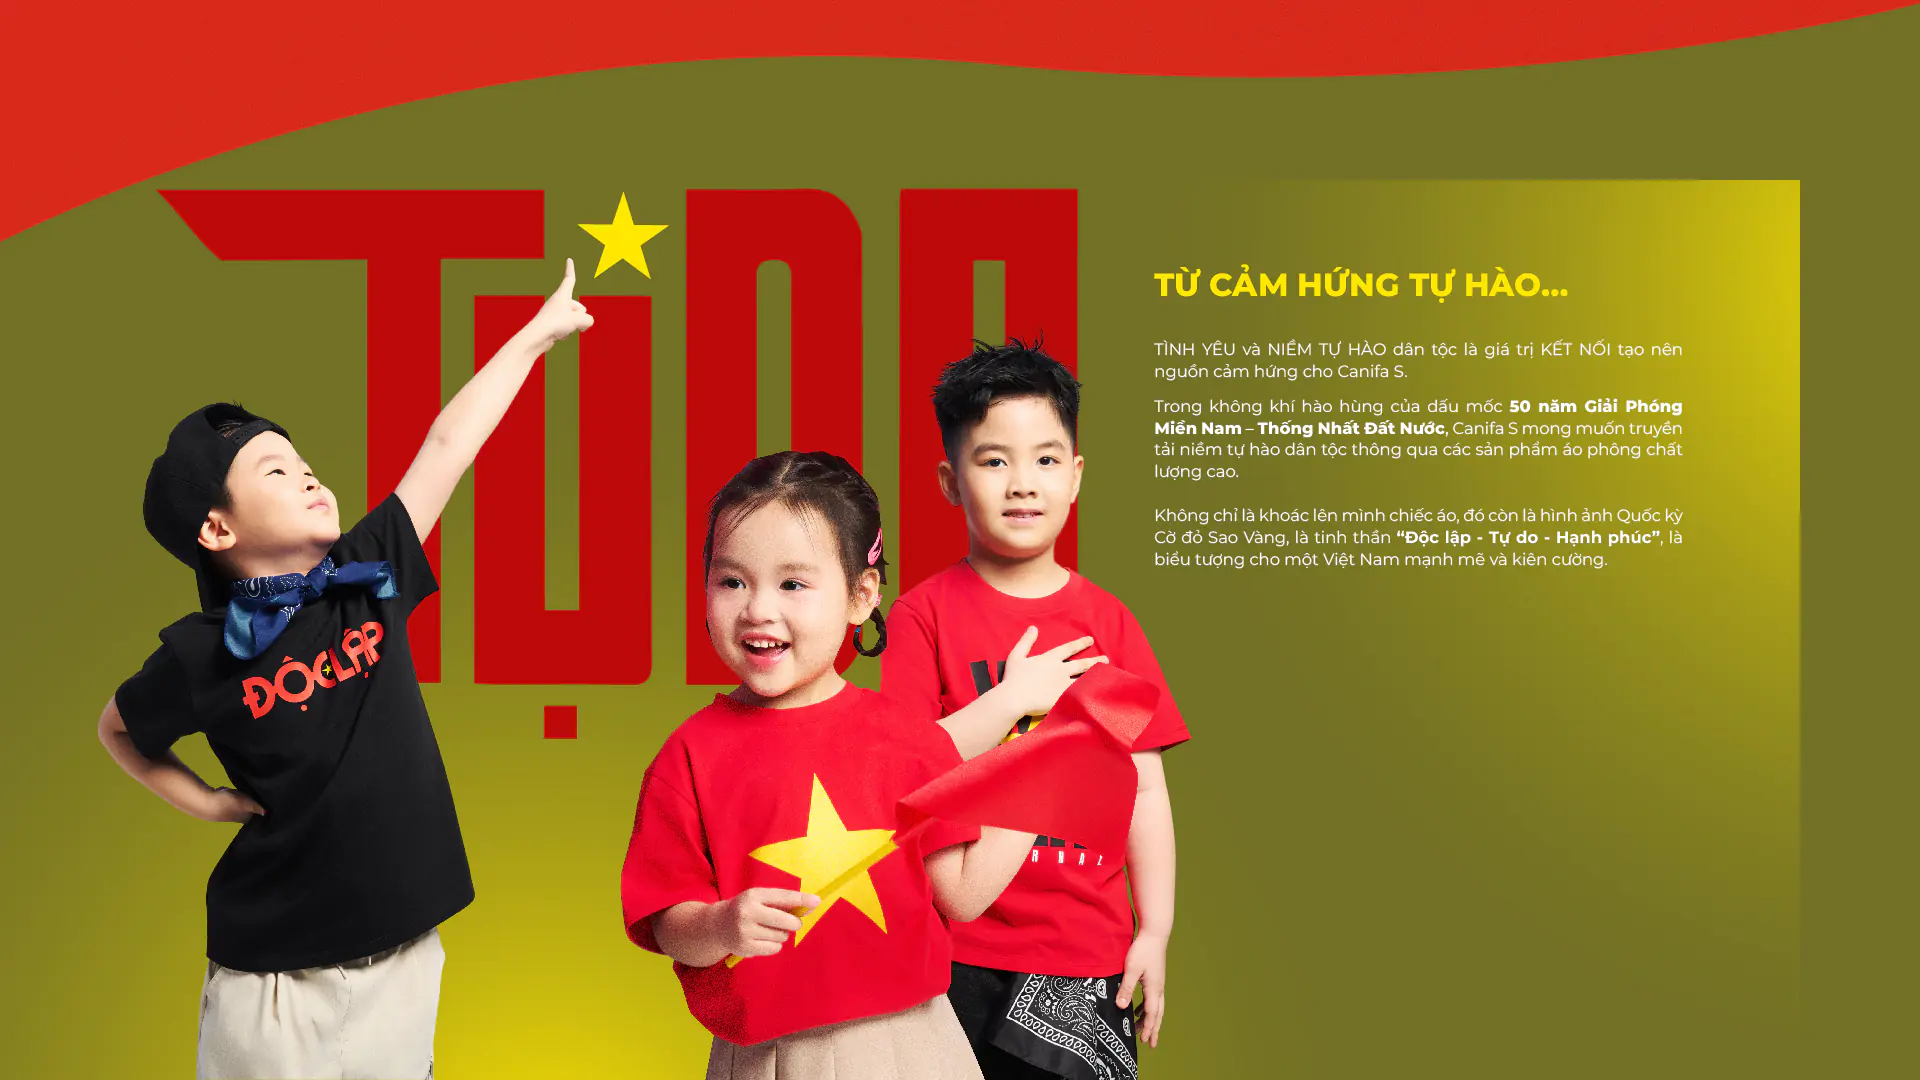 TỰ DO
TỪ CẢM HỨNG TỰ HÀO...
TÌNH YÊU và NIỀM TỰ HÀO dân tộc là giá trị KẾT NỐI tạo nên
nguồn cảm hứng cho Canifa S.
Trong không khí hào hùng của dấu mốc 50 năm Giải Phóng
Miền Nam – Thống Nhất Đất Nước, Canifa S mong muốn truyền
tải niềm tự hào dân tộc thông qua các sản phẩm áo phông chất
lượng cao.
Không chỉ là khoác lên mình chiếc áo, đó còn là hình ảnh Quốc kỳ
Cờ đỏ Sao Vàng, là tinh thần “Độc lập - Tự do - Hạnh phúc”, là
biểu tượng cho một Việt Nam mạnh mẽ và kiên cường.
ĐỘC LẬP